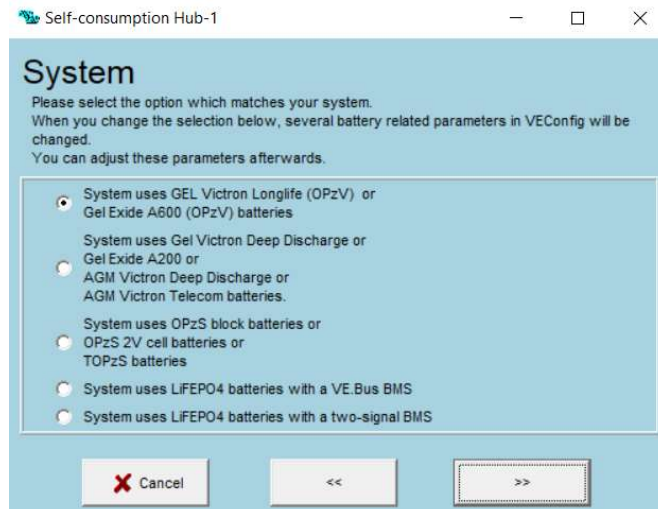 Self-consumption Hub-1
System
Please select the option which matches your system.
When you change the selection below, several battery related parameters in VEConfig will be
changed.
You can adjust these parameters afterwards.
System uses GEL Victron Longlife (OPzV) or
Gel Exide A600 (OPzV) batteries
System uses Gel Victron Deep Discharge or
Gel Exide A200 or
AGM Victron Deep Discharge or
AGM Victron Telecom batteries.
System uses OPzS block batteries or
OPzS 2V cell batteries or
TOPzS batteries
System uses LiFEPO4 batteries with a VE.Bus BMS
System uses LiFEPO4 batteries with a two-signal BMS
Cancel
<<
>>